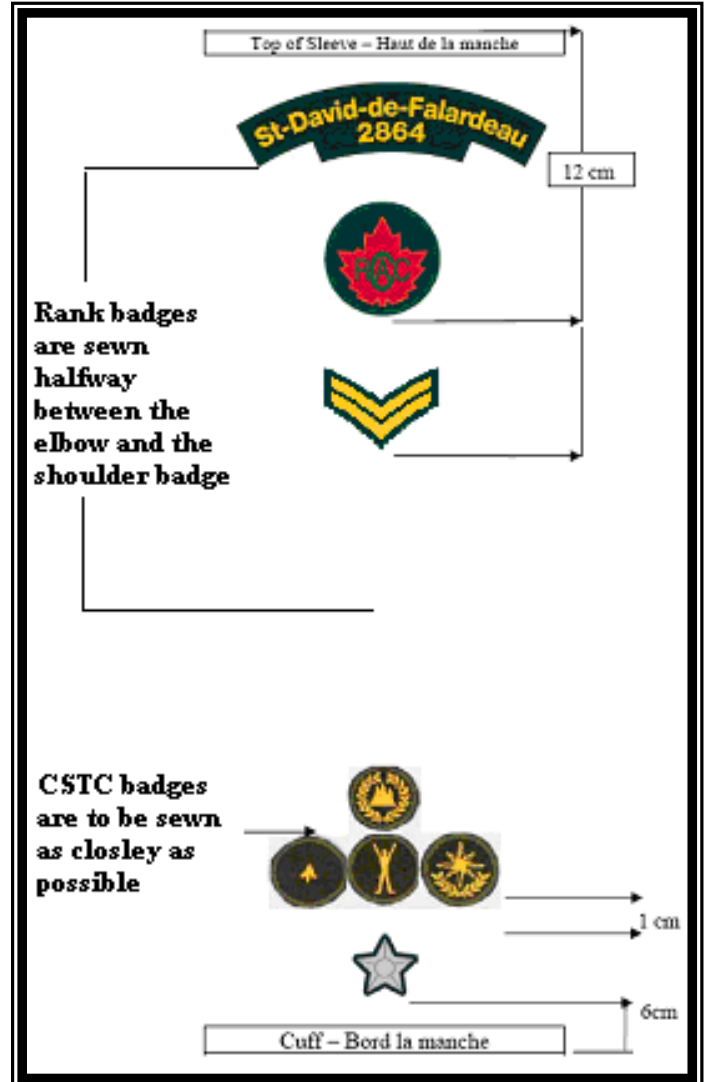 Top of Sleeve – Haut de la manche
St-David-de-Falardeau
2864
12 cm
RAC
Rank badges
are sewn
halfway
between the
elbow and the
shoulder badge
CSTC badges
are to be sewn
as closley as
possible
1 cm
6cm
Cuff – Bord la manche